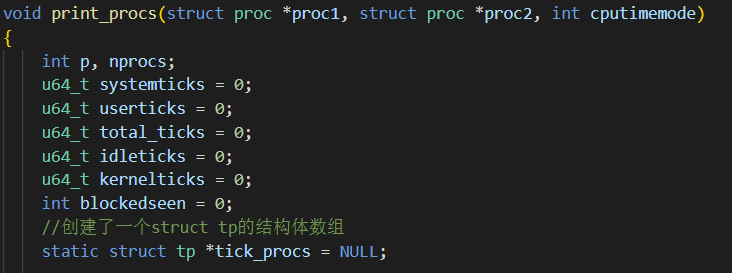 void print_procs(struct proc *proc1, struct proc *proc2, int cputimemode)
{
    int p, nprocs;
    u64_t systemticks = 0;
    u64_t userticks = 0;
    u64_t total_ticks = 0;
    u64_t idleticks = 0;
    u64_t kernelticks = 0;
    int blockedseen = 0;
    //创建了一个struct tp的结构体数组
    static struct tp *tick_procs = NULL;